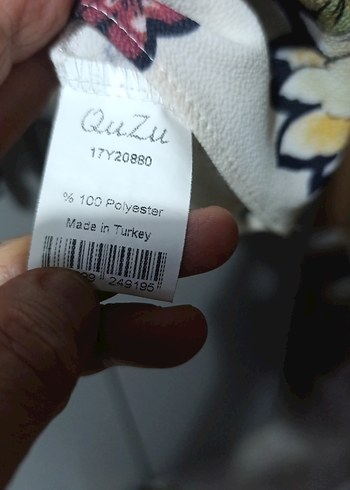 QuZu
17Y20880
% 100 Polyester
Made in Turkey
249195